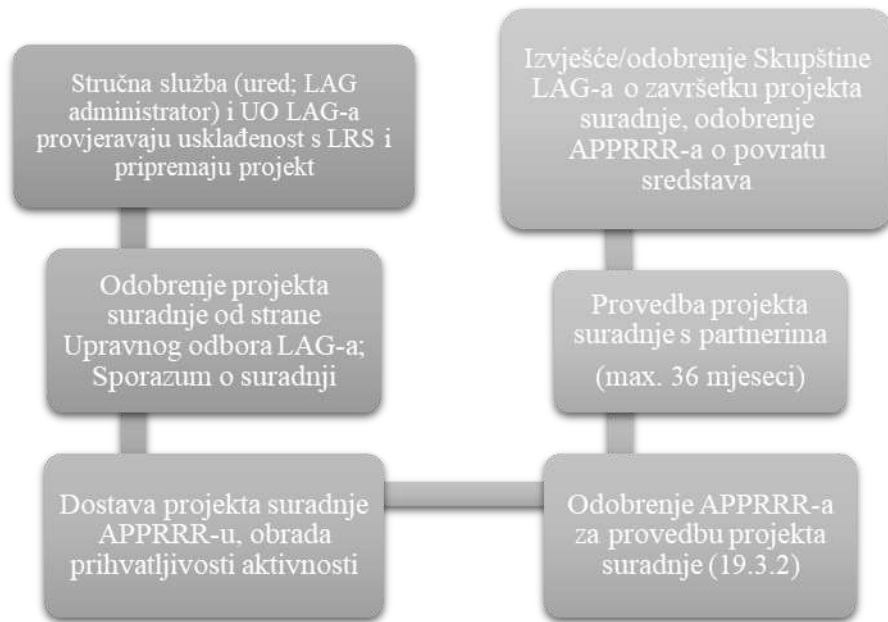 Stručna služba (ured; LAG
administrator) i UO LAG-a
provjeravaju usklađenost s LRS i
pripremaju projekt
Odobrenje projekta
suradnje od strane
Upravnog odbora LAG-a;
Sporazum o suradnji
Dostava projekta suradnje
APPRRR-u, obrada
prihvatljivosti aktivnosti
Odobrenje APPRRR-a
za provedbu projekta
suradnje (19.3.2)
Provedba projekta
suradnje s partnerima
(max. 36 mjeseci)
Izvješće/odobrenje Skupštine
LAG-a o završetku projekta
suradnje, odobrenje
APPRRR-a o povratu
sredstava